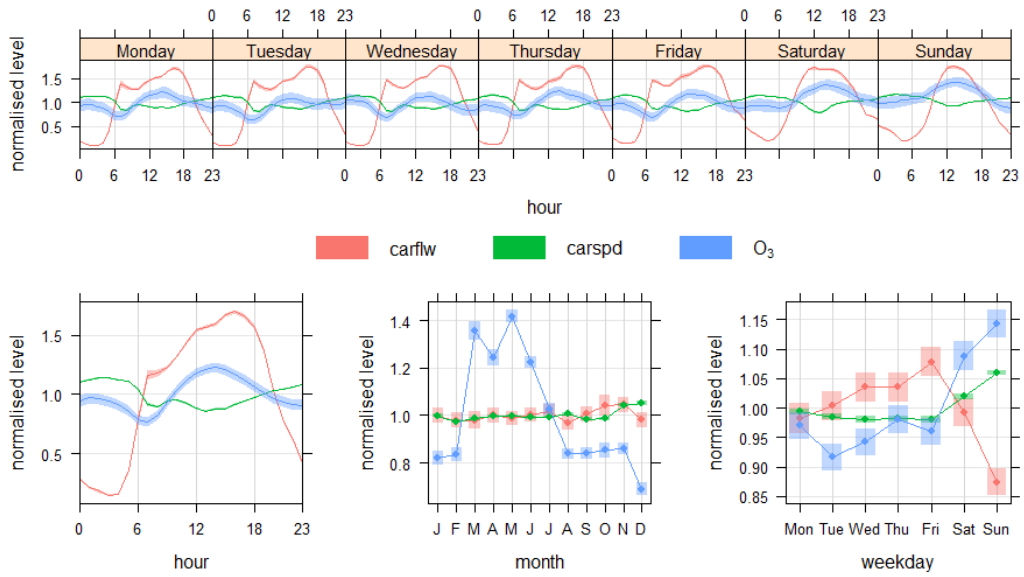 0 6 12 18 23 0 6 12 18 23 0 6 12 18 23
Monday Tuesday Wednesday Thursday Friday Saturday Sunday
normalised level
1.5
1.0
0.5
0 6 12 18 23 0 6 12 18 23 0 6 12 18 23 0 6 12 18 23
hour
carflw carspd O₃
normalised level
1.5
1.0
0.5
0 6 12 18 23
hour
normalised level
1.4
1.2
1.0
0.8
J F M A M J J A S O N D
month
normalised level
1.15
1.10
1.05
1.00
0.95
0.90
0.85
Mon Tue Wed Thu Fri Sat Sun
weekday